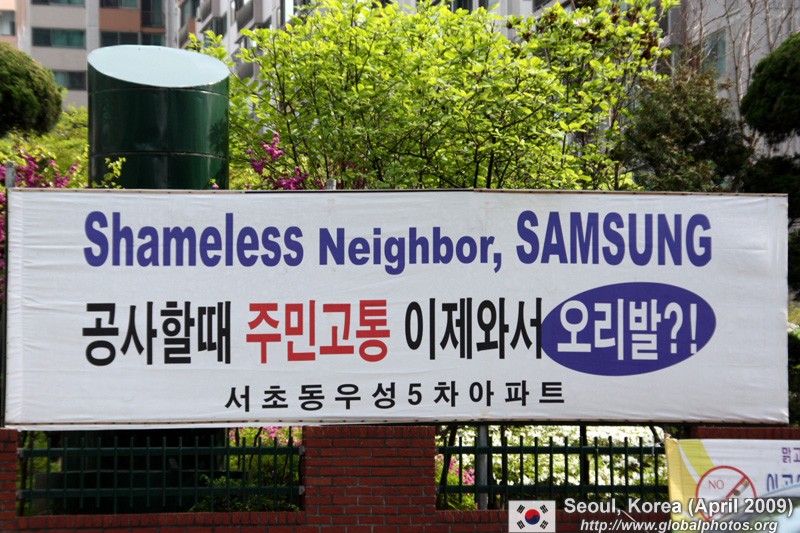 Shameless Neighbor, SAMSUNG
공사할때 주민고통 이제와서 오리발?!
서초동우성5차아파트
NO
Seoul, Korea (April 2009)
http://www.globalphotos.org